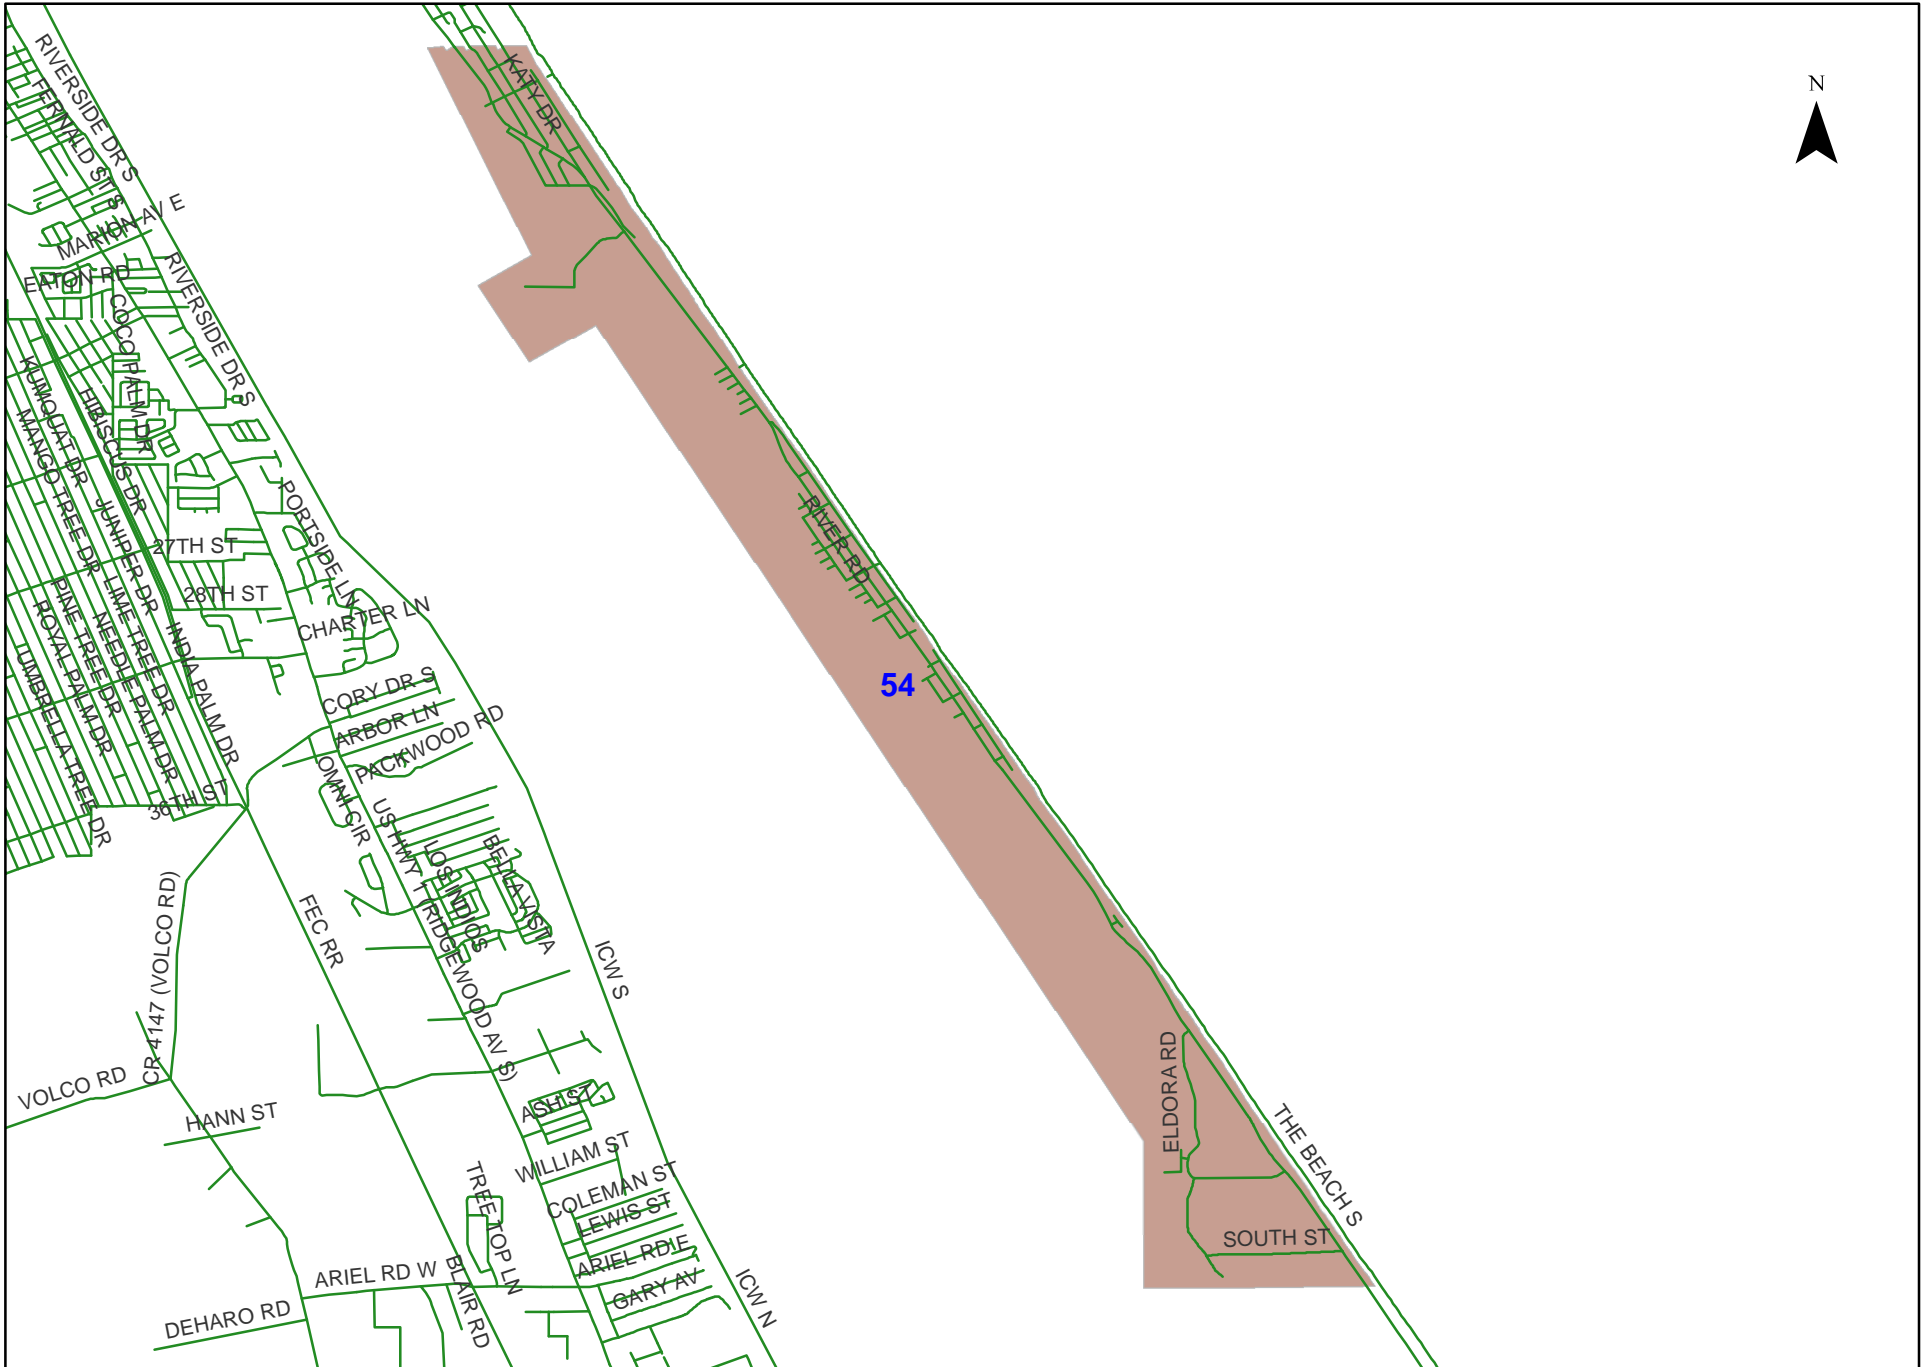 N
KATY DR
RIVERSIDE DR S
FERNALD ST S
MARION AV E
EATON RD
RIVERSIDE DR S
COCO PALM DR
KUMQUAT DR
HIBISCUS DR
MANGO TREE DR
JUNIPER DR
PORTSIDE LN
RIVER RD
27TH ST
28TH ST
LIME TREE DR
PINE TREE DR
NEEDLE PALM DR
ROYAL PALM DR
CHARTER LN
INDIA PALM DR
UMBRELLA TREE DR
CORY DR S
54
ARBOR LN
PACKWOOD RD
OMNI CIR
36TH ST
US HWY 1 (RIDGEWOOD AV S)
LOS INDIOS
BELLA VISTA
CR 4147 (VOLCO RD)
FEC RR
ICW S
VOLCO RD
HANN ST
ASH ST
ELDORA RD
WILLIAM ST
THE BEACH S
COLEMAN ST
TREE TOP LN
LEWIS ST
SOUTH ST
ARIEL RD E
ARIEL RD W
BLAIR RD
GARY AV
ICW N
DEHARO RD